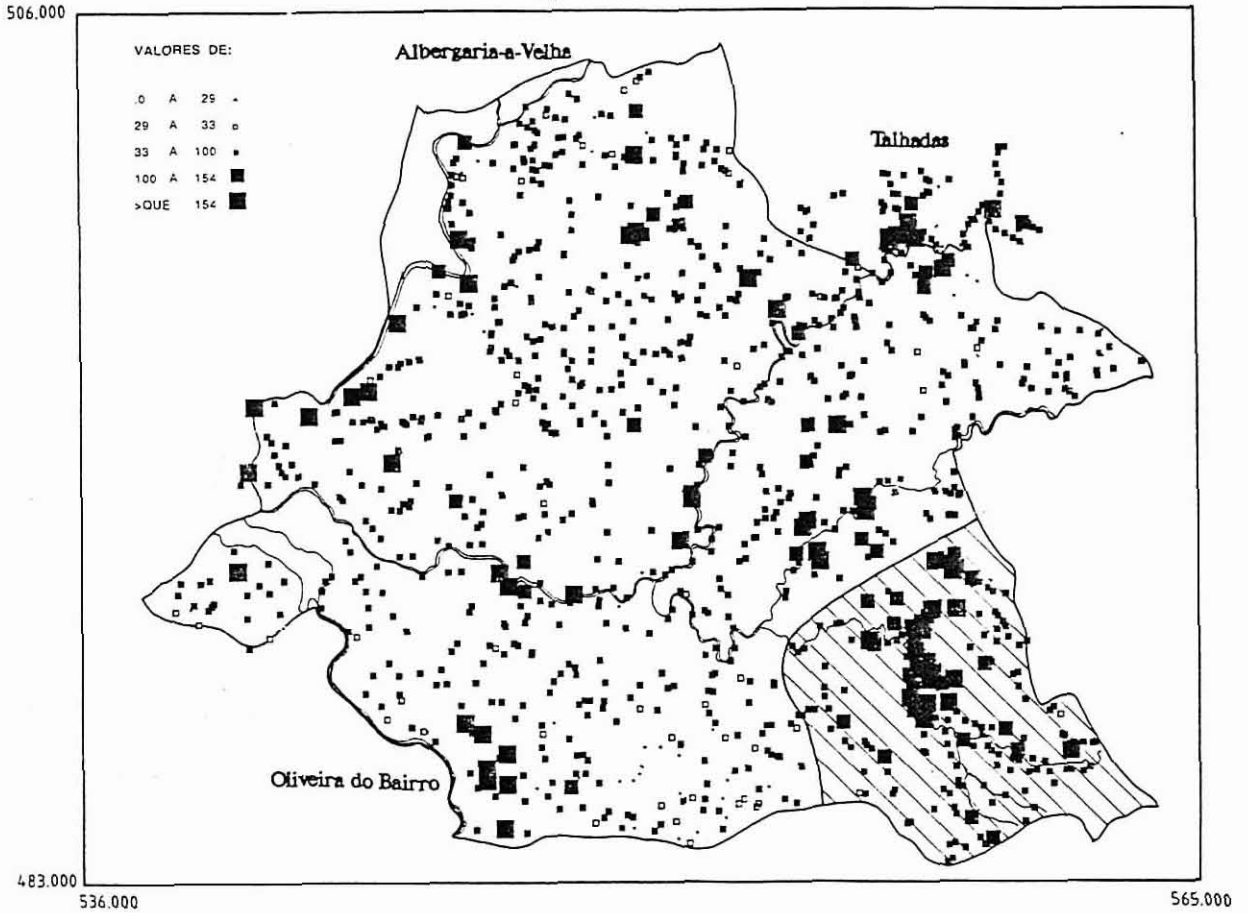 506.000
VALORES DE:
.0 A 29
29 A 33
33 A 100
100 A 154
>QUE 154
Albergaria-a-Velha
Talhadas
Oliveira do Bairro
483.000
536.000
565.000